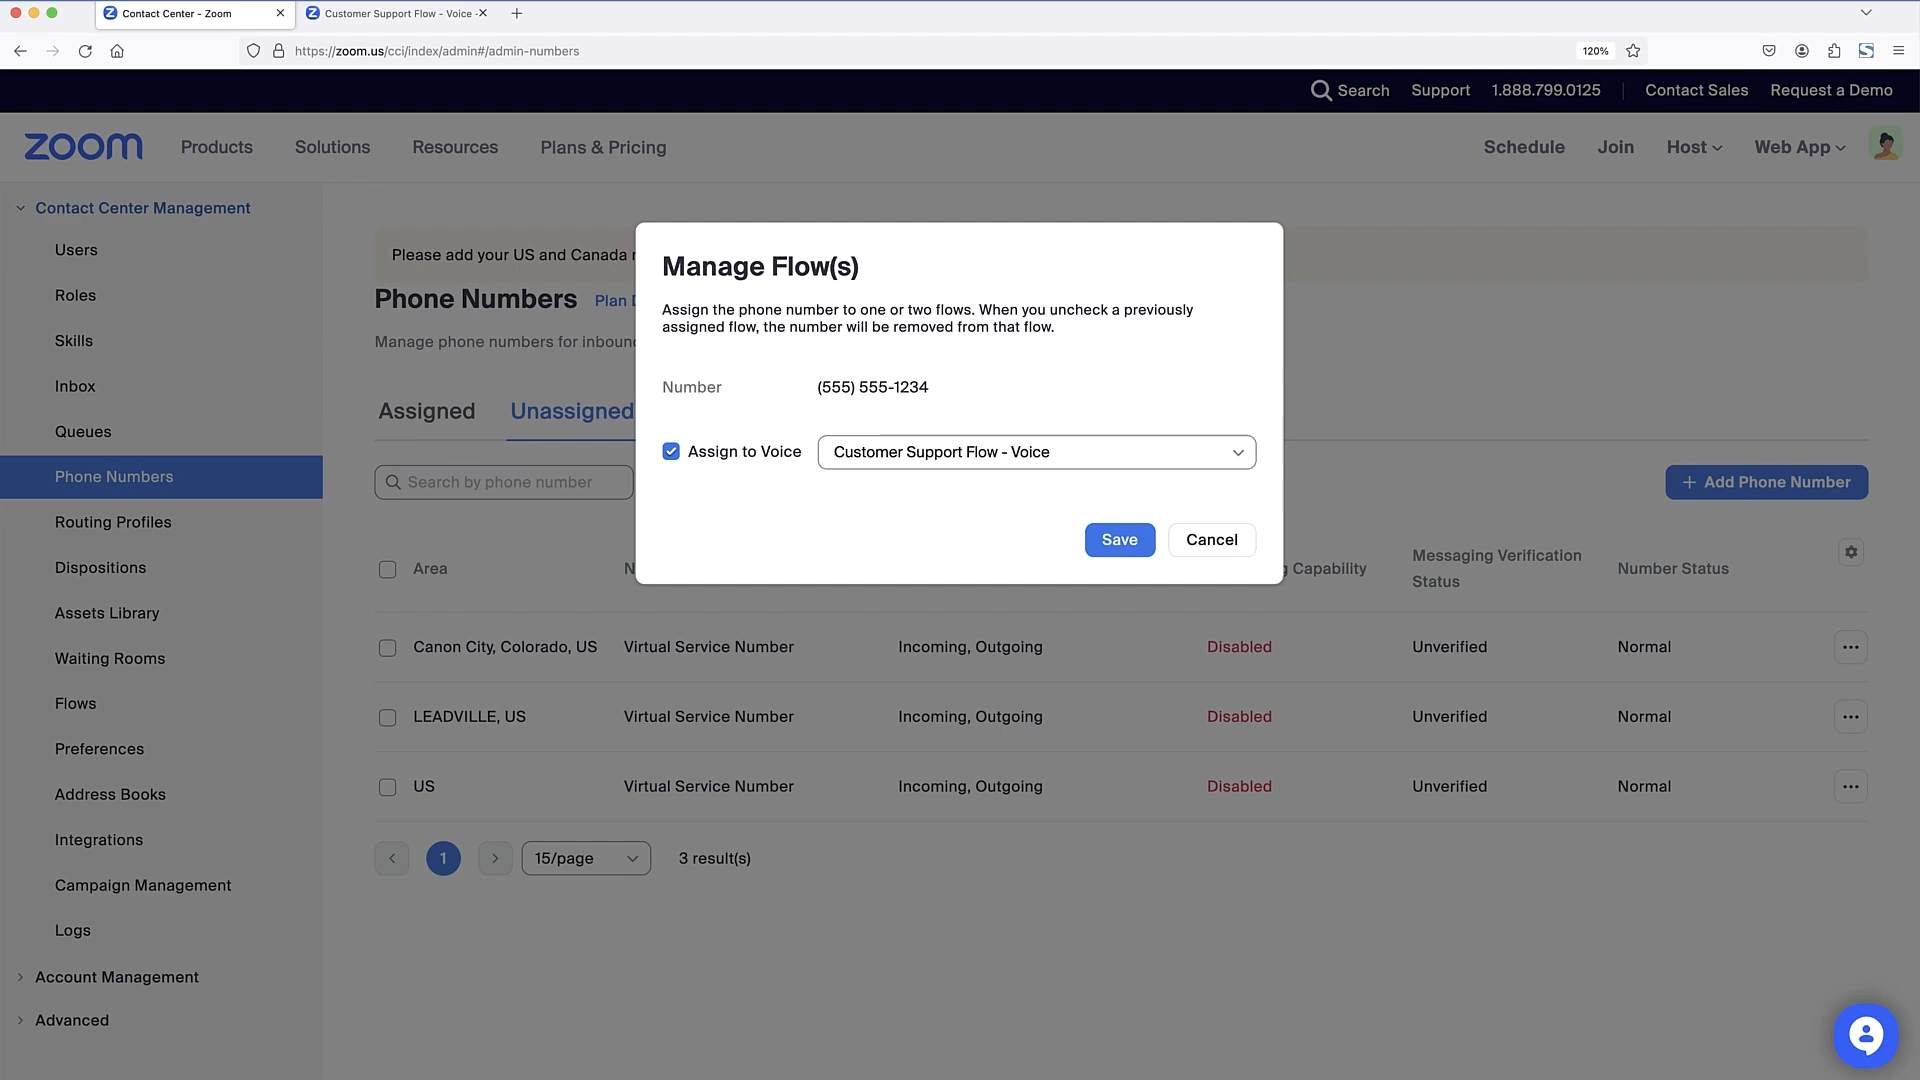 Contact Center - Zoom
Customer Support Flow - Voice -
https://zoom.us/cci/index/admin#/admin-numbers
120%
Search
Support
1.888.799.0125
Contact Sales
Request a Demo
zoom
Products
Solutions
Resources
Plans & Pricing
Schedule
Join
Host
Web App
Contact Center Management
Users
Roles
Skills
Inbox
Queues
Phone Numbers
Routing Profiles
Dispositions
Assets Library
Waiting Rooms
Flows
Preferences
Address Books
Integrations
Campaign Management
Logs
Account Management
Advanced
Please add your US and Canada
Phone Numbers
Plan
Manage phone numbers for
Assigned
Unassigned
Search by phone number
+ Add Phone Number
Manage Flow(s)
Assign the phone number to one or two flows. When you uncheck a previously
assigned flow, the number will be removed from that flow.
Number
(555) 555-1234
Assign to Voice
Customer Support Flow - Voice
Save
Cancel
Area
Capability
Messaging Verification
Status
Number Status
Canon City, Colorado, US
Virtual Service Number
Incoming, Outgoing
Disabled
Unverified
Normal
LEADVILLE, US
Virtual Service Number
Incoming, Outgoing
Disabled
Unverified
Normal
US
Virtual Service Number
Incoming, Outgoing
Disabled
Unverified
Normal
1
15/page
3 result(s)